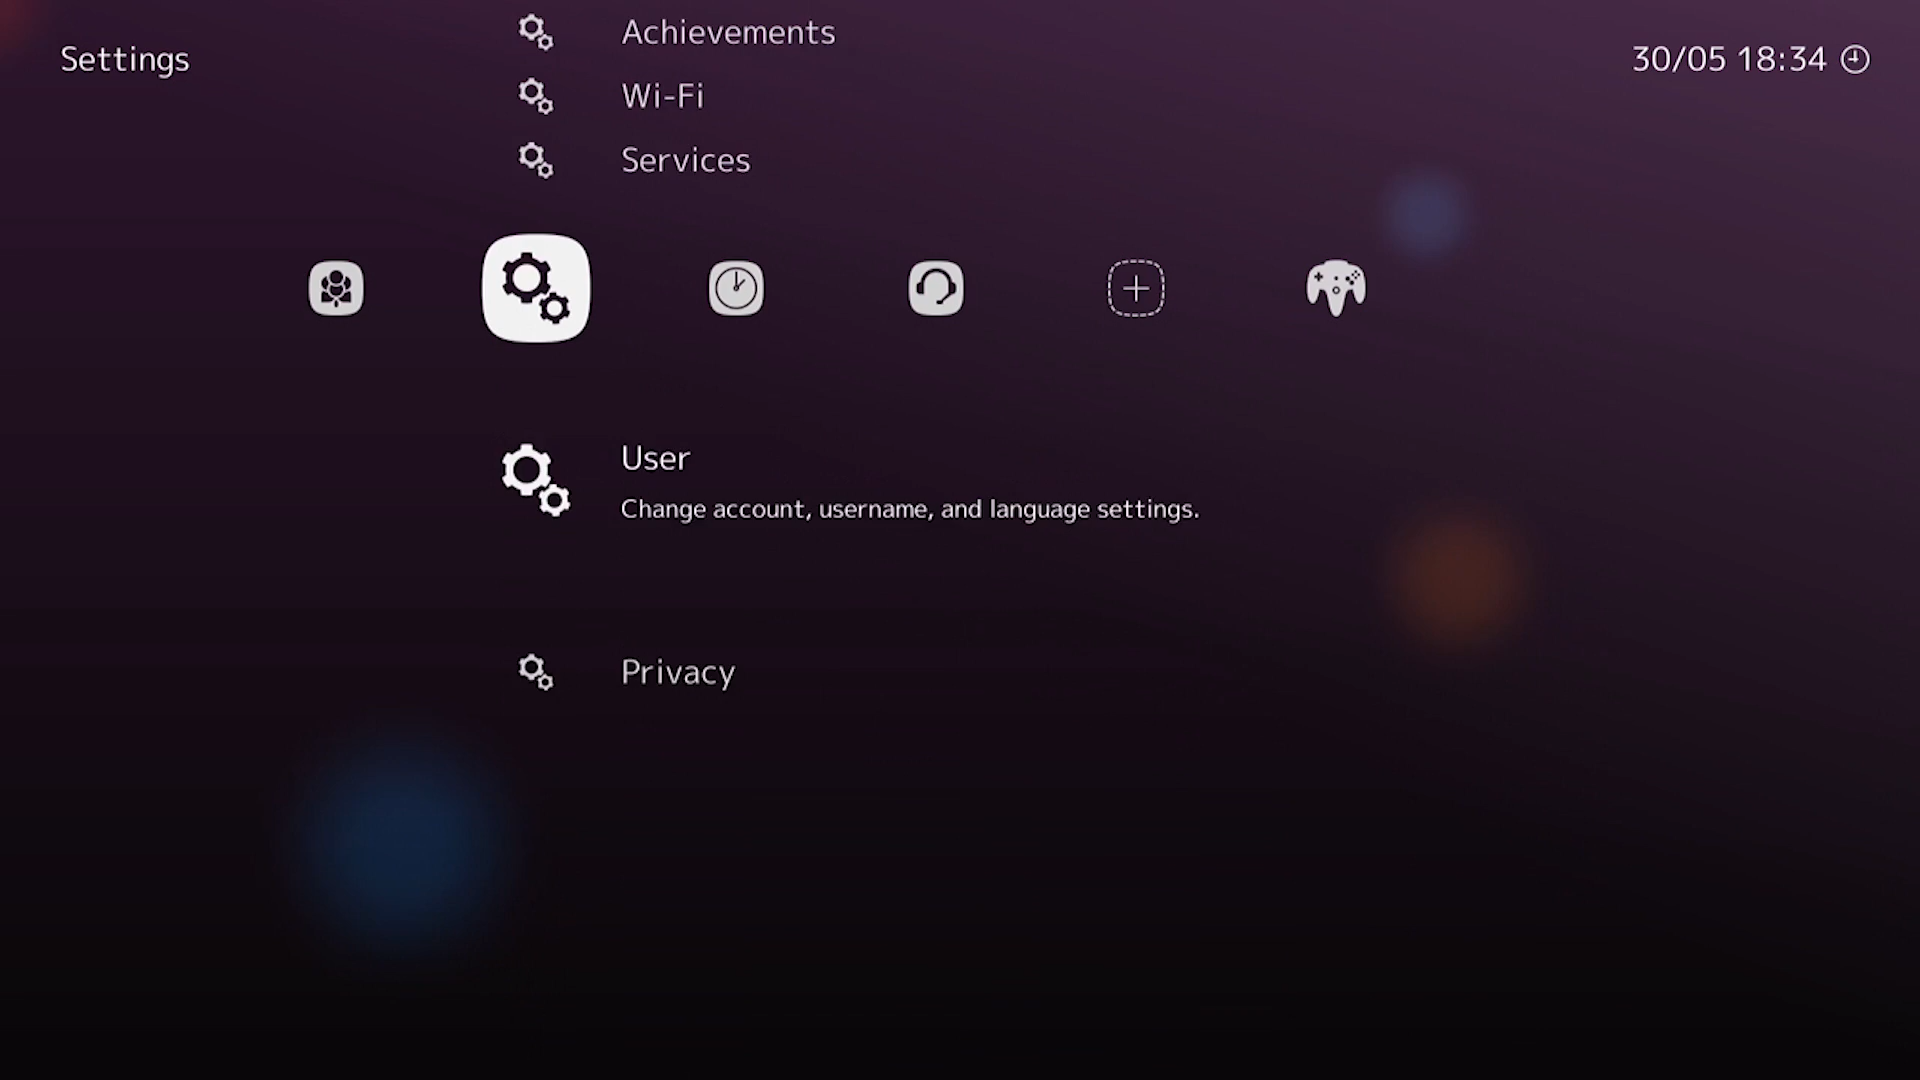 Settings
30/05 18:34
Achievements
Wi-Fi
Services
User
Change account, username, and language settings.
Privacy